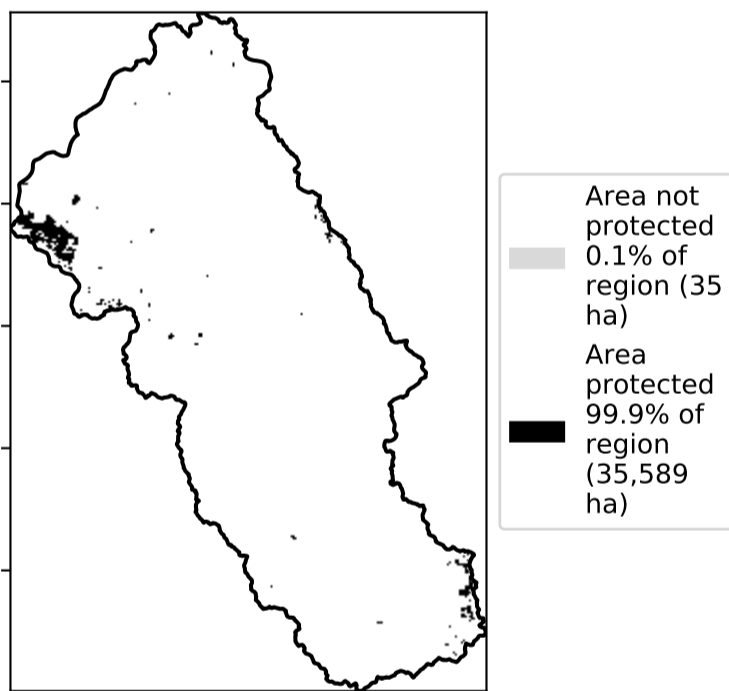 Area not
protected
0.1% of
region (35
ha)
Area
protected
99.9% of
region
(35,589
ha)